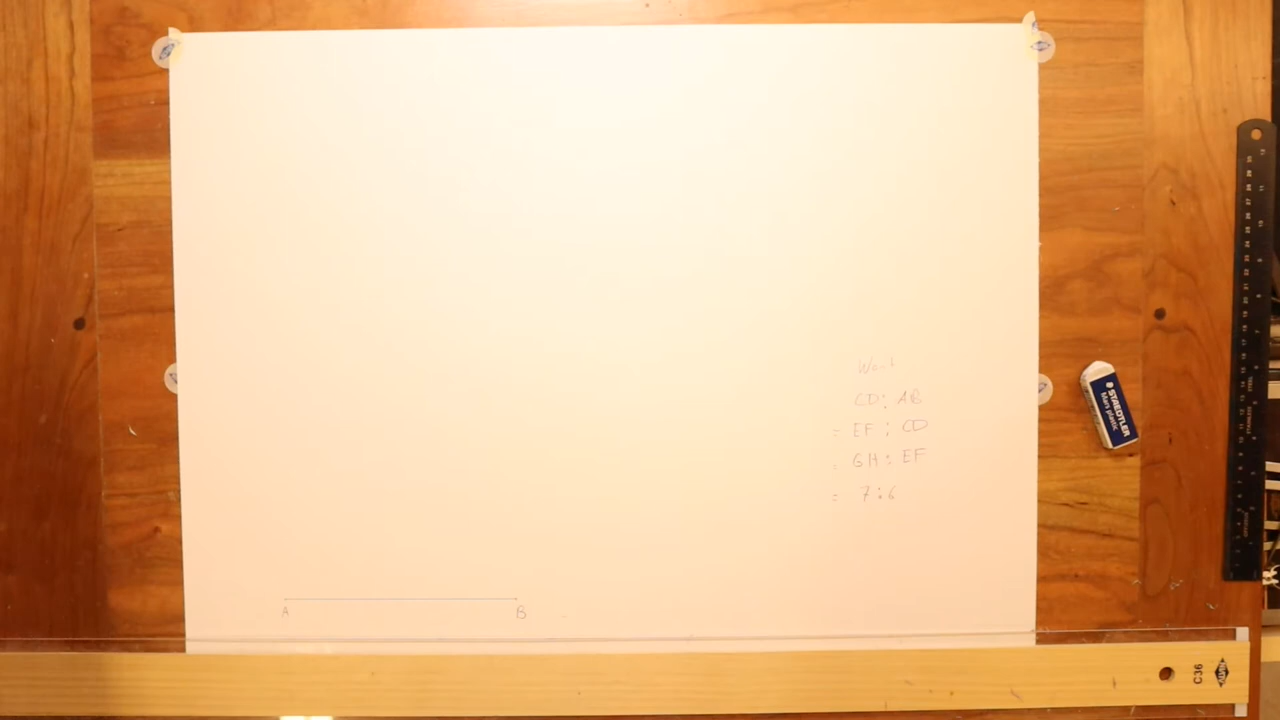 Want
CD : AB
= EF : CD
= GH : EF
= 7 : 6
A B
STAEDTLER
Mars plastic
C36